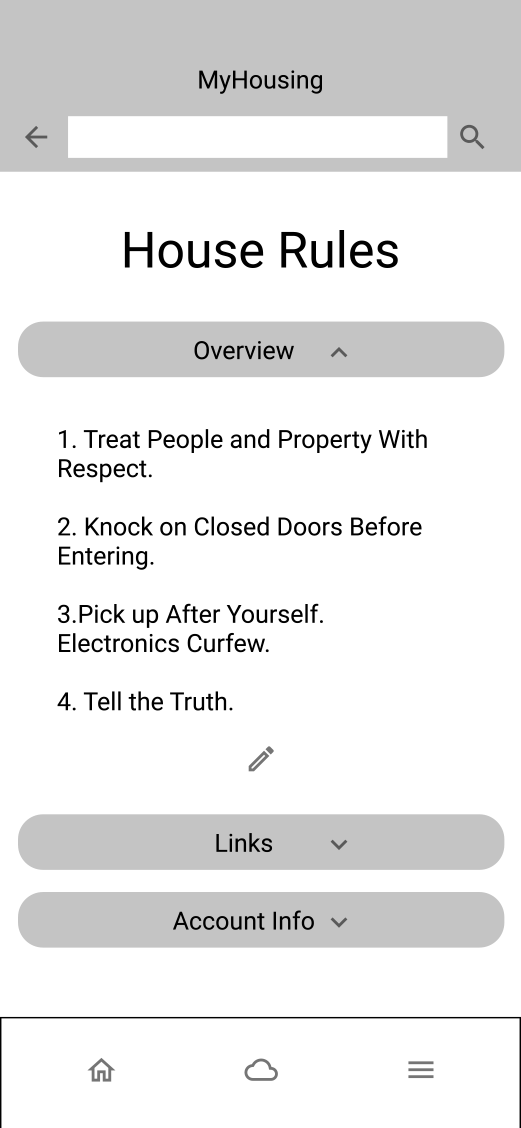 MyHousing
House Rules
Overview
1. Treat People and Property With
Respect.
2. Knock on Closed Doors Before
Entering.
3.Pick up After Yourself.
Electronics Curfew.
4. Tell the Truth.
Links
Account Info